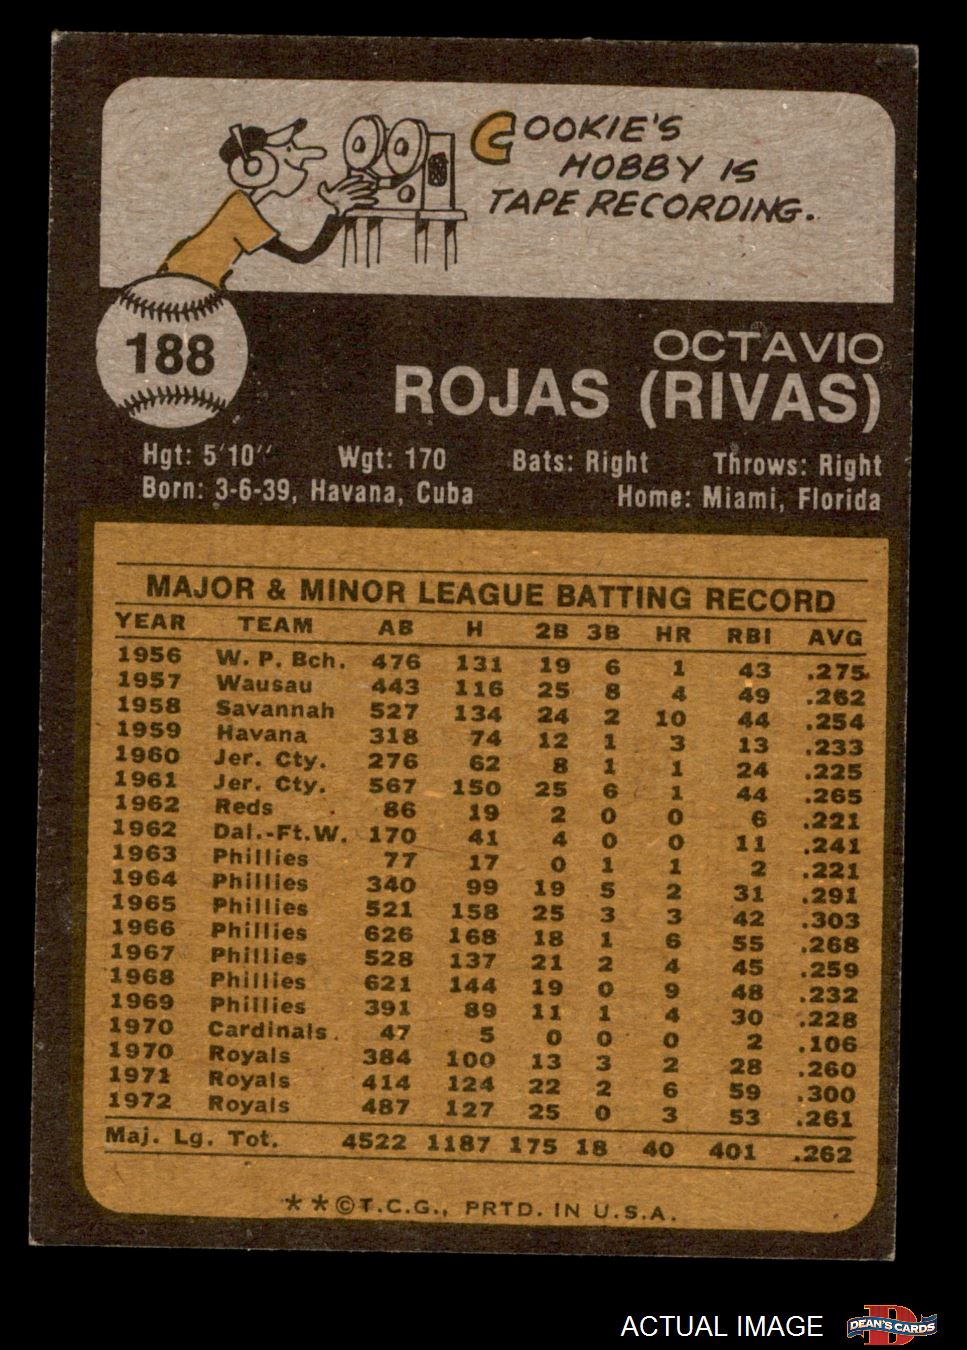 COOKIE'S
HOBBY IS
TAPE RECORDING.
188
OCTAVIO
ROJAS (RIVAS)
Hgt: 5'10" Wgt: 170 Bats: Right Throws: Right
Born: 3-6-39, Havana, Cuba Home: Miami, Florida
MAJOR & MINOR LEAGUE BATTING RECORD
YEAR TEAM AB H 2B 3B HR RBI AVG
1956 W. P. Bch. 476 131 19 6 1 43 .275
1957 Wausau 443 116 25 8 4 49 .262
1958 Savannah 527 134 24 2 10 44 .254
1959 Havana 318 74 12 1 3 13 .233
1960 Jer. Cty. 276 62 8 1 1 24 .225
1961 Jer. Cty. 567 150 25 6 1 44 .265
1962 Reds 86 19 2 0 0 6 .221
1962 Dal.-Ft.W. 170 41 4 0 0 11 .241
1963 Phillies 77 17 0 1 1 2 .221
1964 Phillies 340 99 19 5 2 31 .291
1965 Phillies 521 158 25 3 3 42 .303
1966 Phillies 626 168 18 1 6 55 .268
1967 Phillies 528 137 21 2 4 45 .259
1968 Phillies 621 144 19 0 9 48 .232
1969 Phillies 391 89 11 1 4 30 .228
1970 Cardinals 47 5 0 0 0 2 .106
1970 Royals 384 100 13 3 2 28 .260
1971 Royals 414 124 22 2 6 59 .300
1972 Royals 487 127 25 0 3 53 .261
Maj. Lg. Tot. 4522 1187 175 18 40 401 .262
**©T.C.G., PRTD. IN U.S.A.
ACTUAL IMAGE
D
DEAN'S CARDS